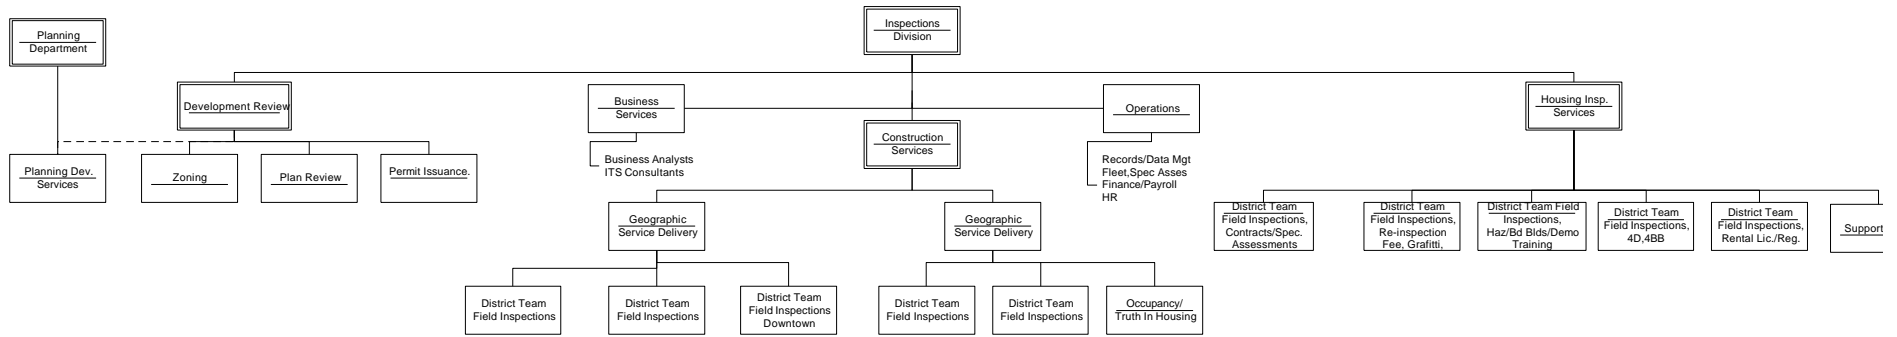 Planning
Department
Inspections
Division
Development Review
Business
Services
Operations
Housing Insp.
Services
Construction
Services
Business Analysts
ITS Consultants
Records/Data Mgt
Fleet,Spec Asses
Finance/Payroll
HR
Planning Dev.
Services
Zoning
Plan Review
Permit Issuance.
Geographic
Service Delivery
Geographic
Service Delivery
District Team
Field Inspections,
Contracts/Spec.
Assessments
District Team
Field Inspections,
Re-inspection
Fee, Grafitti,
District Team Field
Inspections,
Haz/Bd Blds/Demo
Training
District Team
Field Inspections,
4D,4BB
District Team
Field Inspections,
Rental Lic./Reg.
Support
District Team
Field Inspections
District Team
Field Inspections
District Team
Field Inspections
Downtown
District Team
Field Inspections
District Team
Field Inspections
Occupancy/
Truth In Housing